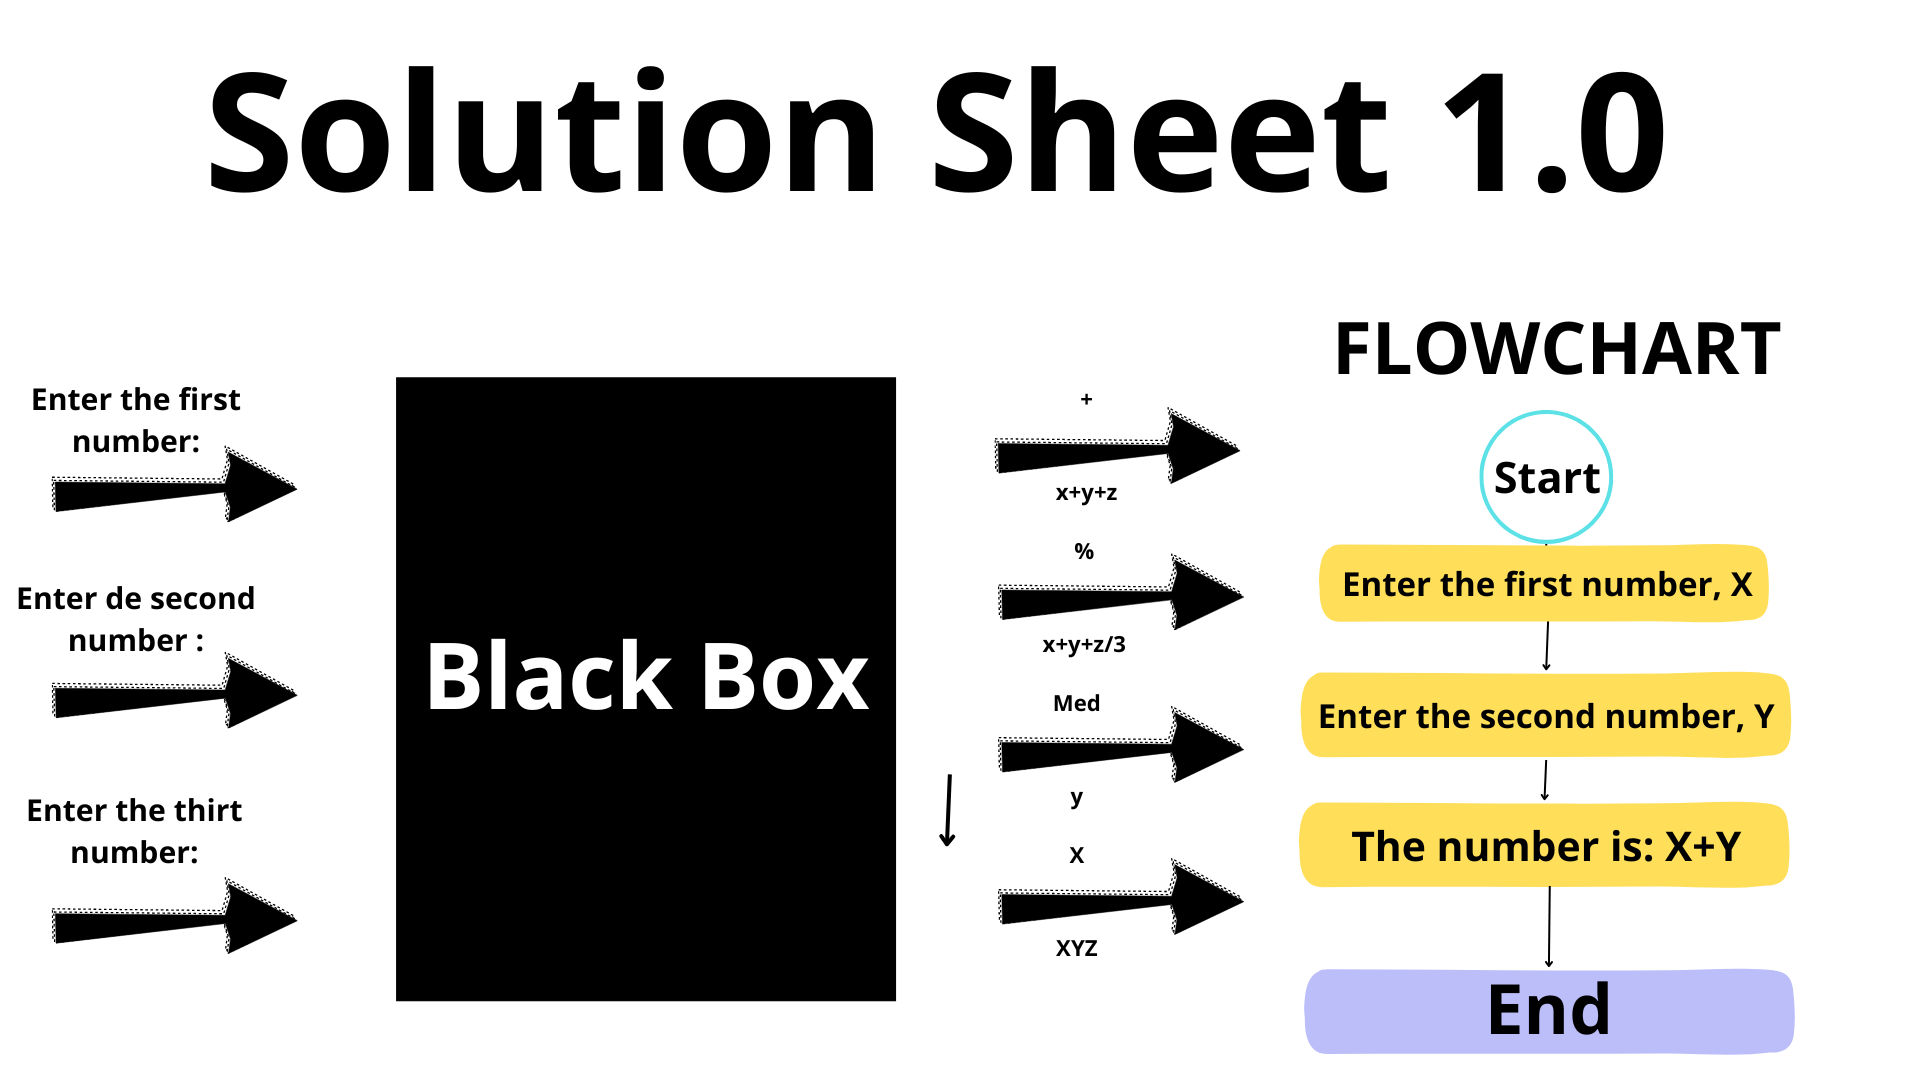 Solution Sheet 1.0
Enter the first
number:
Enter de second
number :
Enter the thirt
number:
Black Box
+
x+y+z
%
x+y+z/3
Med
y
X
XYZ
FLOWCHART
Start
Enter the first number, X
Enter the second number, Y
The number is: X+Y
End